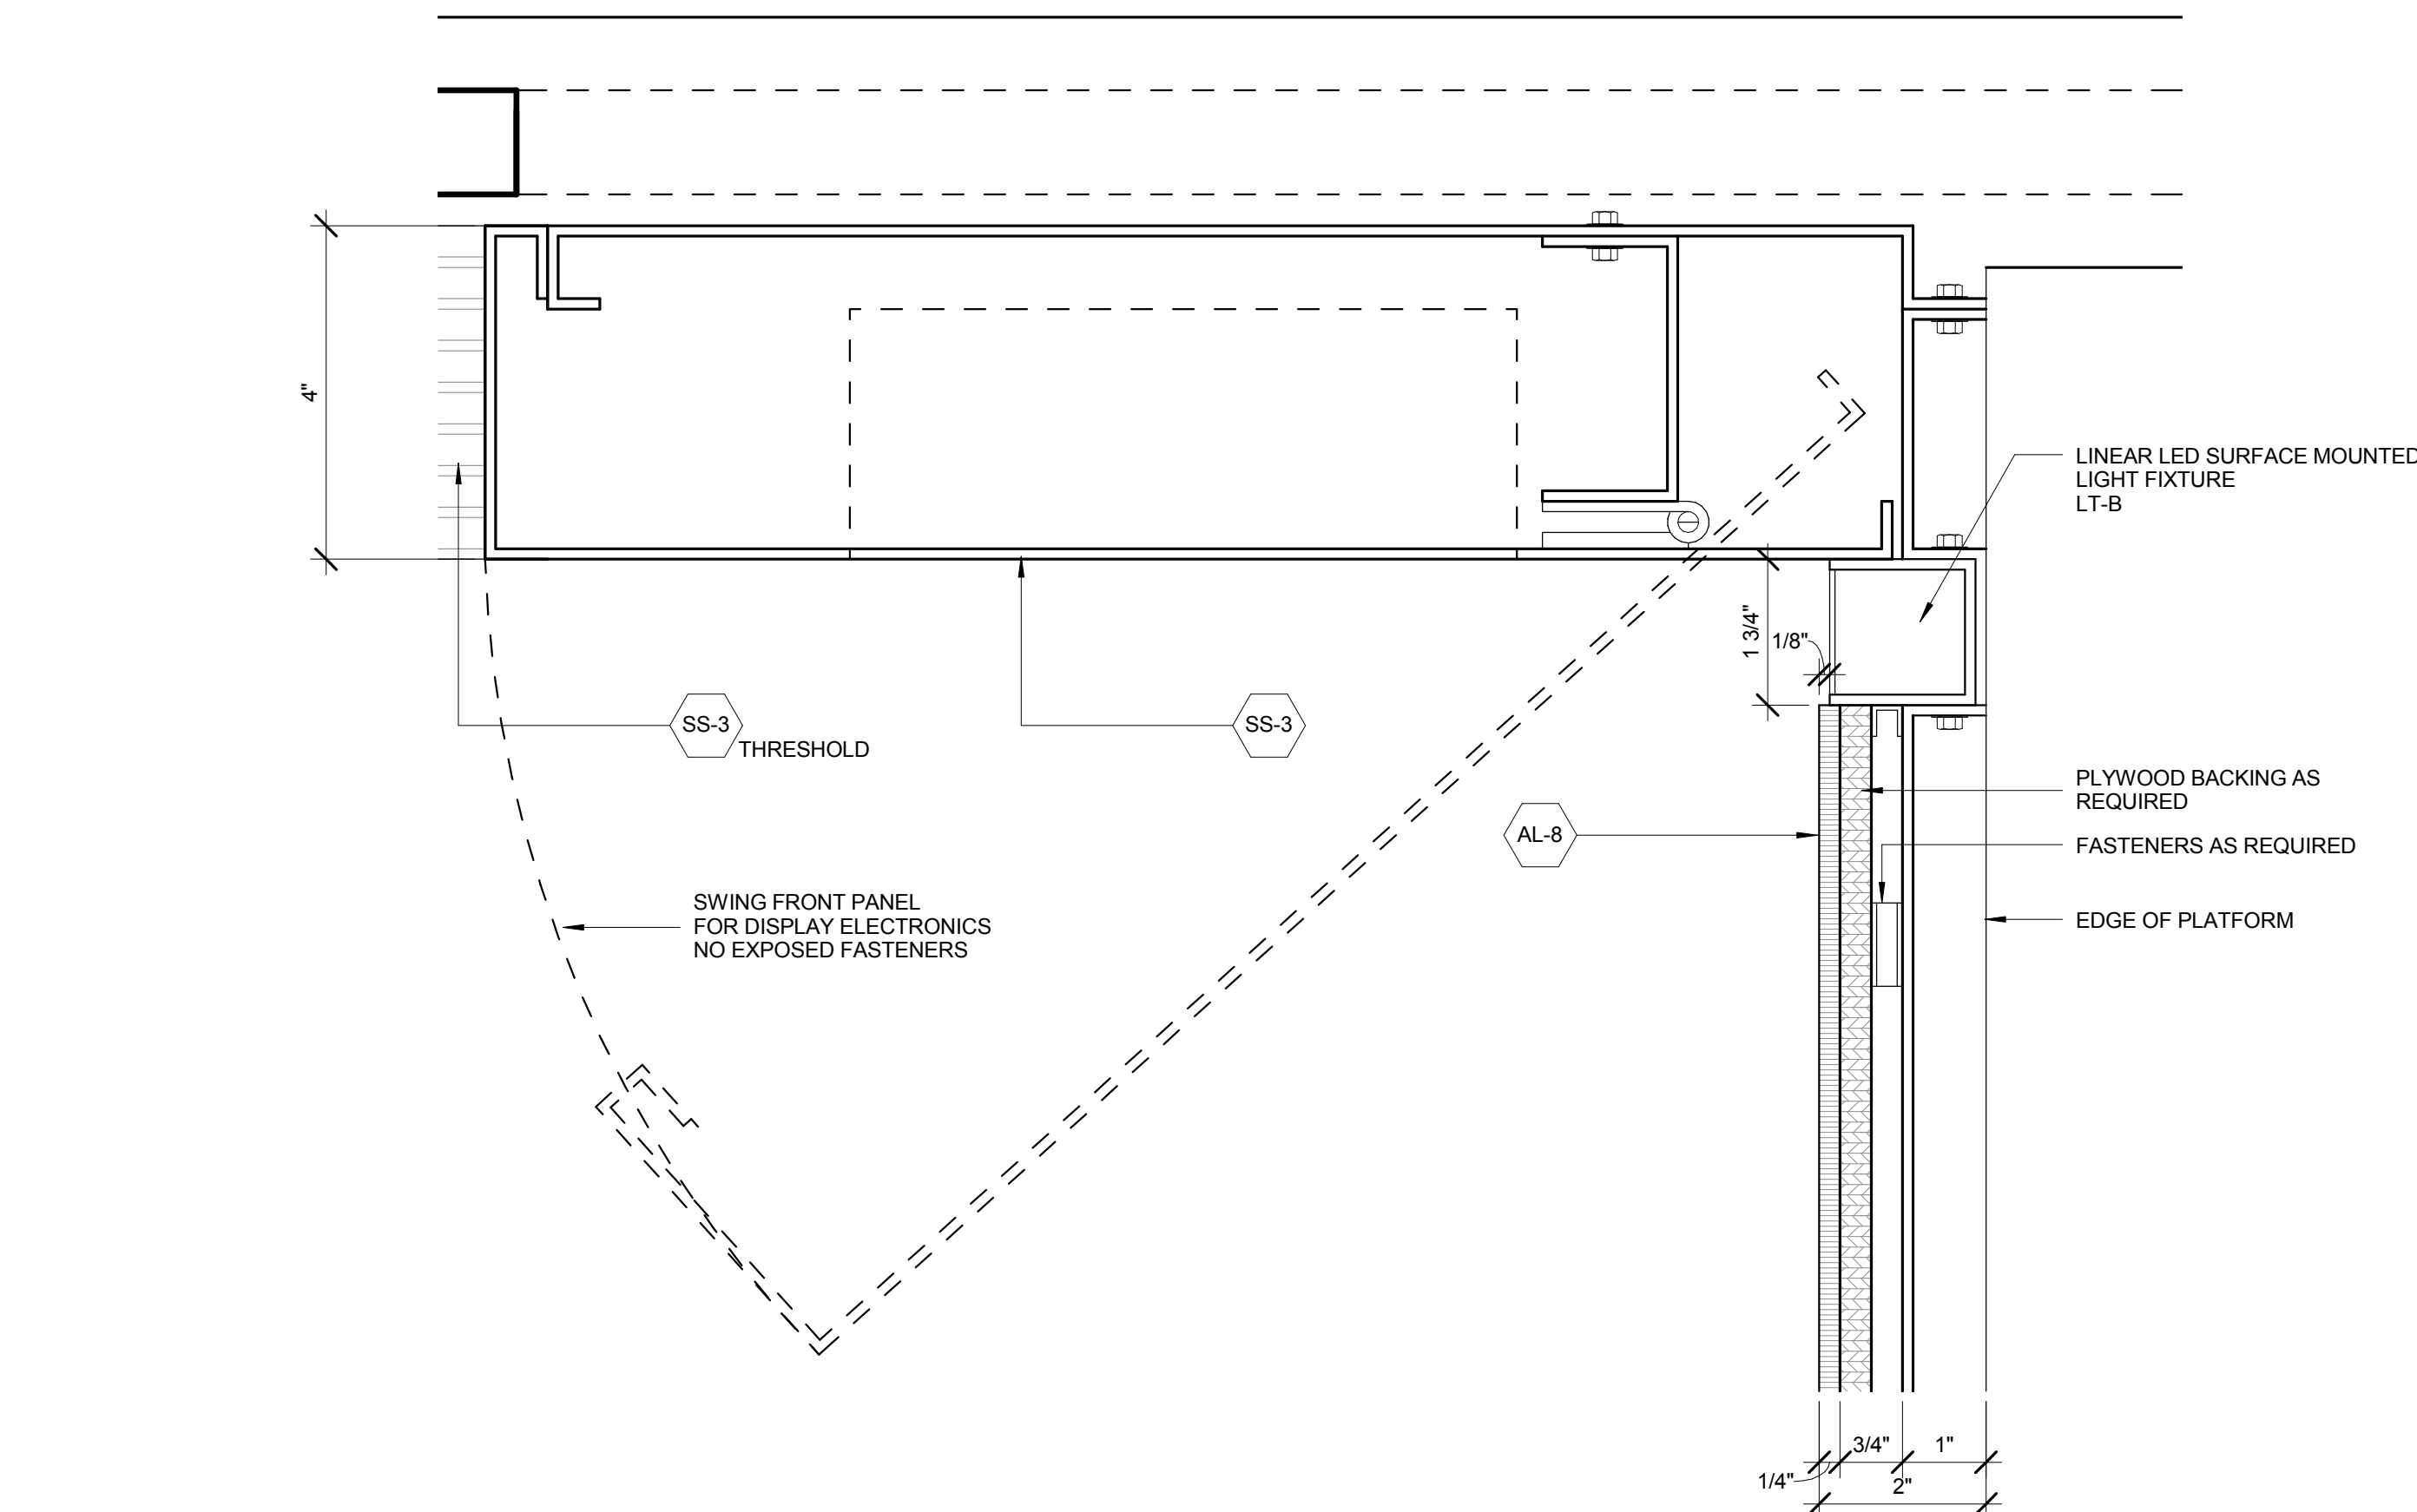 4"
LINEAR LED SURFACE MOUNTED
LIGHT FIXTURE
LT-B
1 3/4"
1/8"
SS-3
THRESHOLD
SS-3
PLYWOOD BACKING AS
REQUIRED
AL-8
FASTENERS AS REQUIRED
SWING FRONT PANEL
FOR DISPLAY ELECTRONICS
NO EXPOSED FASTENERS
EDGE OF PLATFORM
3/4"
1"
1/4"
2"